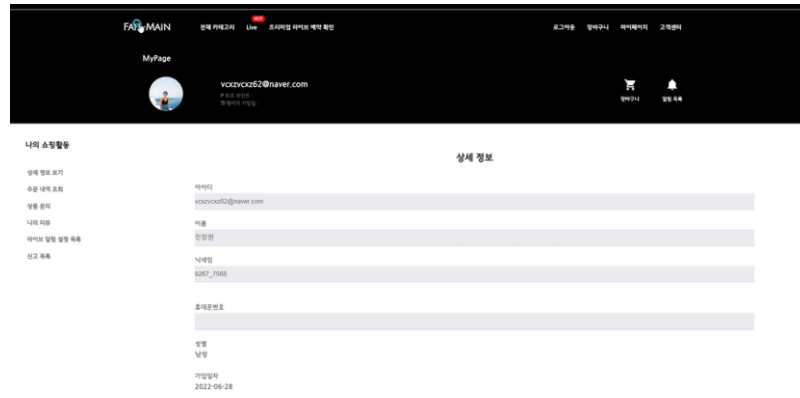 FA MAIN
전체 카테고리 Live HOT 프리미엄 라이브 예약 확인
로그아웃 장바구니 마이페이지 고객센터
MyPage
vcxzvcxz62@naver.com
장바구니 알림 목록
나의 쇼핑활동
상세 정보
상세 정보 보기
주문 내역 조회
상품 문의
나의 리뷰
라이브 알림 설정 목록
신고 목록
아이디
vcxzvcxz62@naver.com
이름
닉네임
9267_7568
휴대폰번호
성별
남성
가입일자
2022-06-28